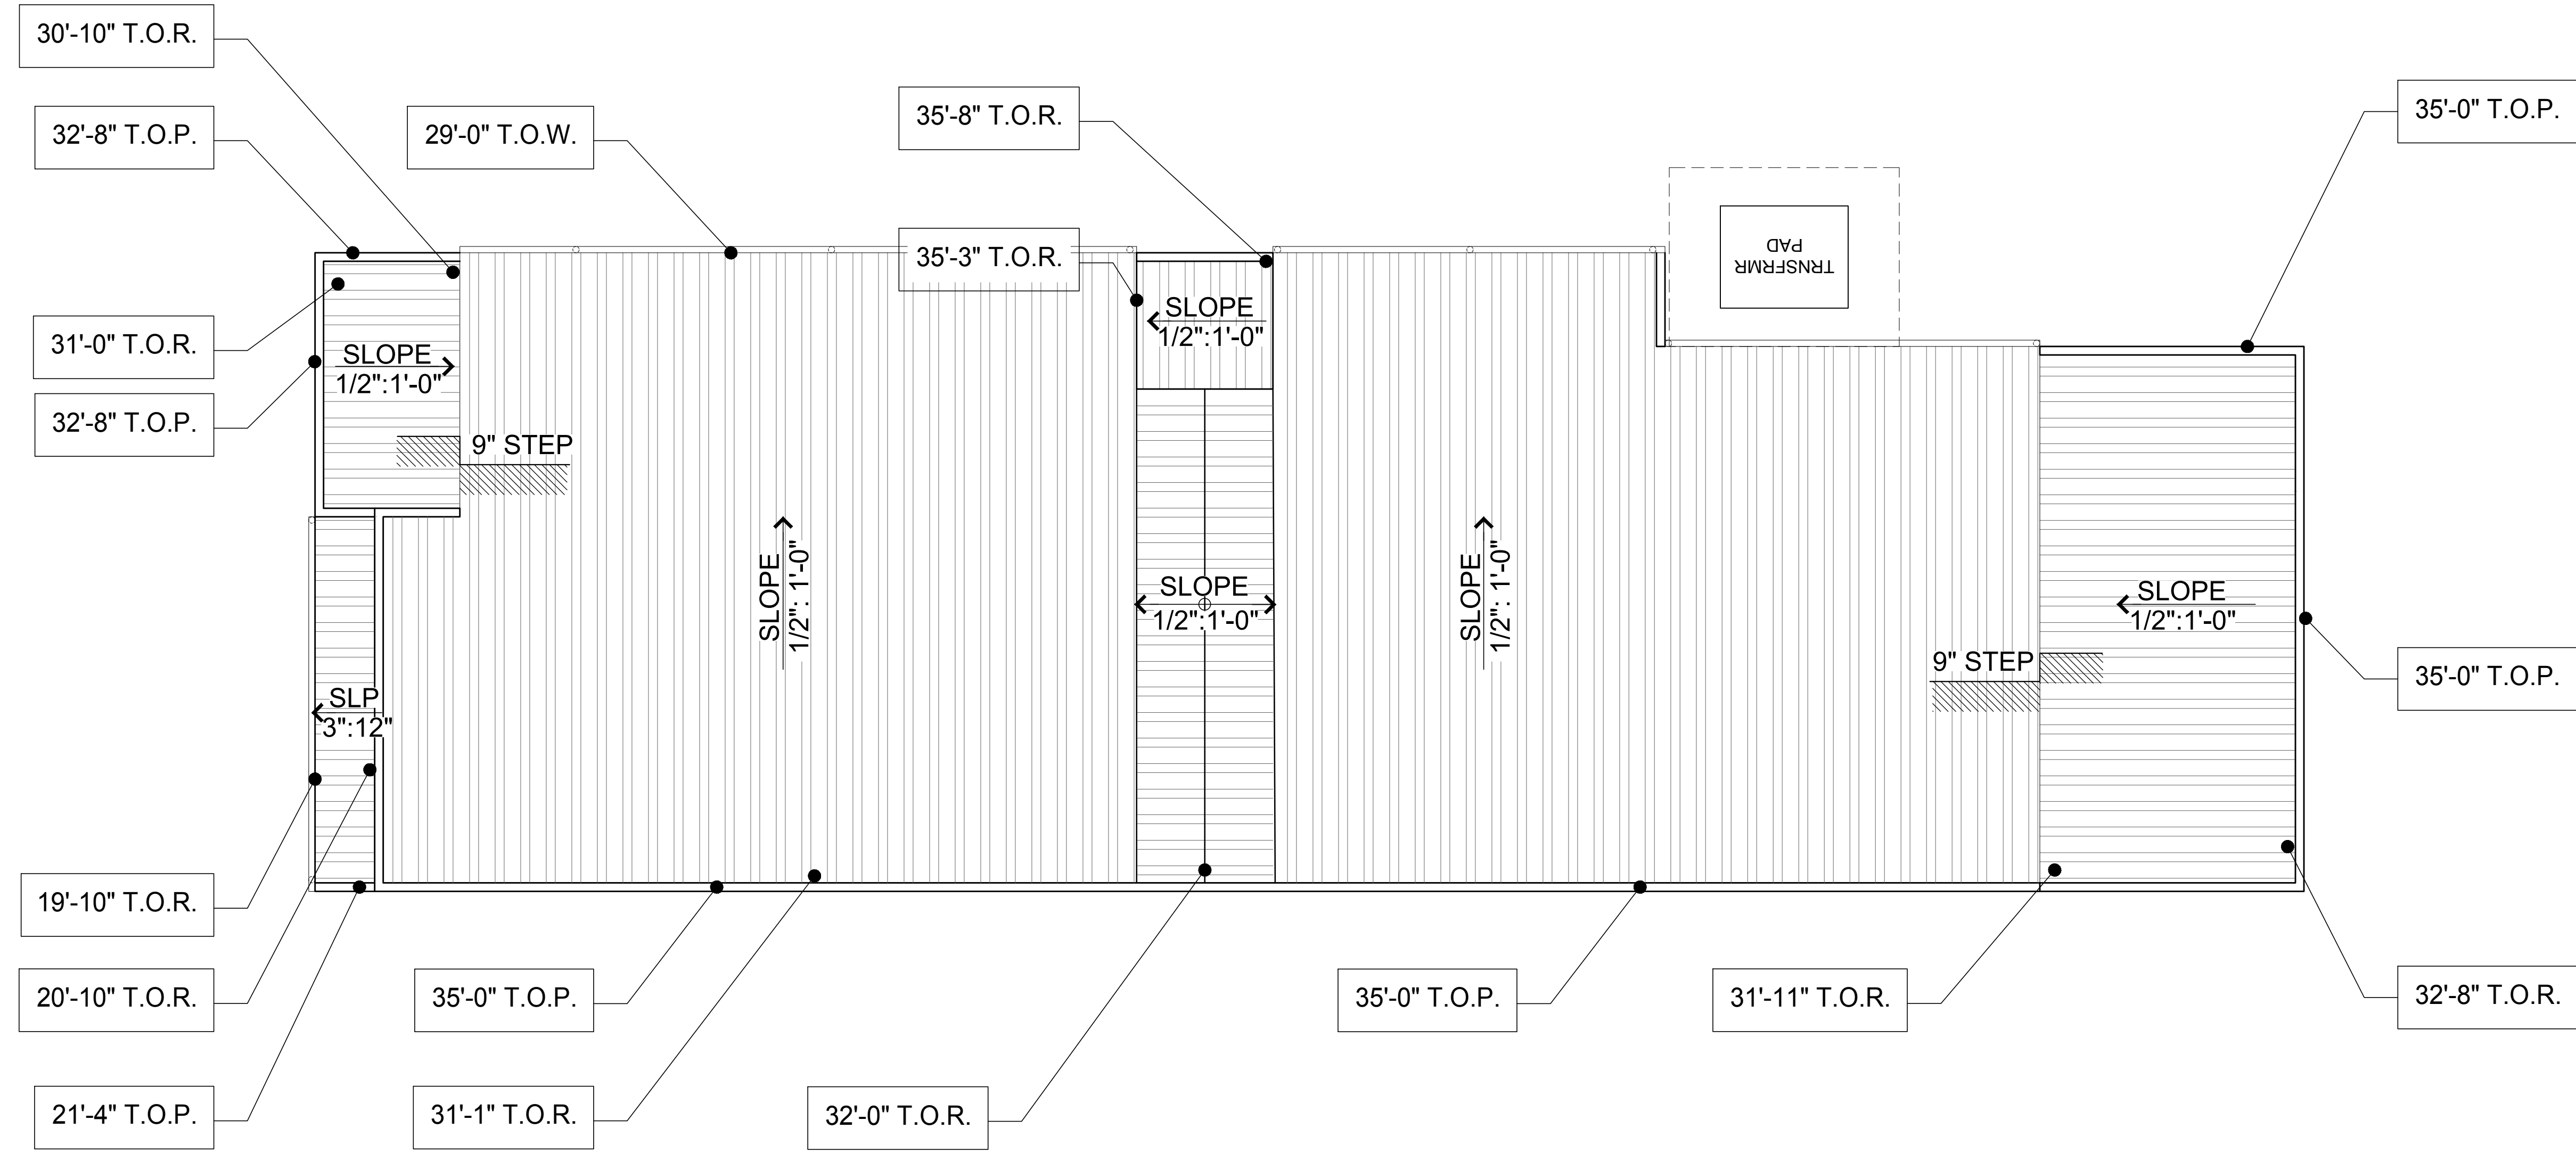 30'-10" T.O.R.
32'-8" T.O.P.
29'-0" T.O.W.
35'-8" T.O.R.
35'-0" T.O.P.
35'-3" T.O.R.
TRNSFRMR
PAD
31'-0" T.O.R.
32'-8" T.O.P.
SLOPE
1/2":1'-0"
SLOPE
1/2":1'-0"
9" STEP
SLOPE
1/2": 1'-0"
SLOPE
1/2":1'-0"
SLOPE
1/2": 1'-0"
SLOPE
1/2":1'-0"
9" STEP
35'-0" T.O.P.
SLP
3":12"
19'-10" T.O.R.
20'-10" T.O.R.
21'-4" T.O.P.
35'-0" T.O.P.
31'-1" T.O.R.
32'-0" T.O.R.
35'-0" T.O.P.
31'-11" T.O.R.
32'-8" T.O.R.